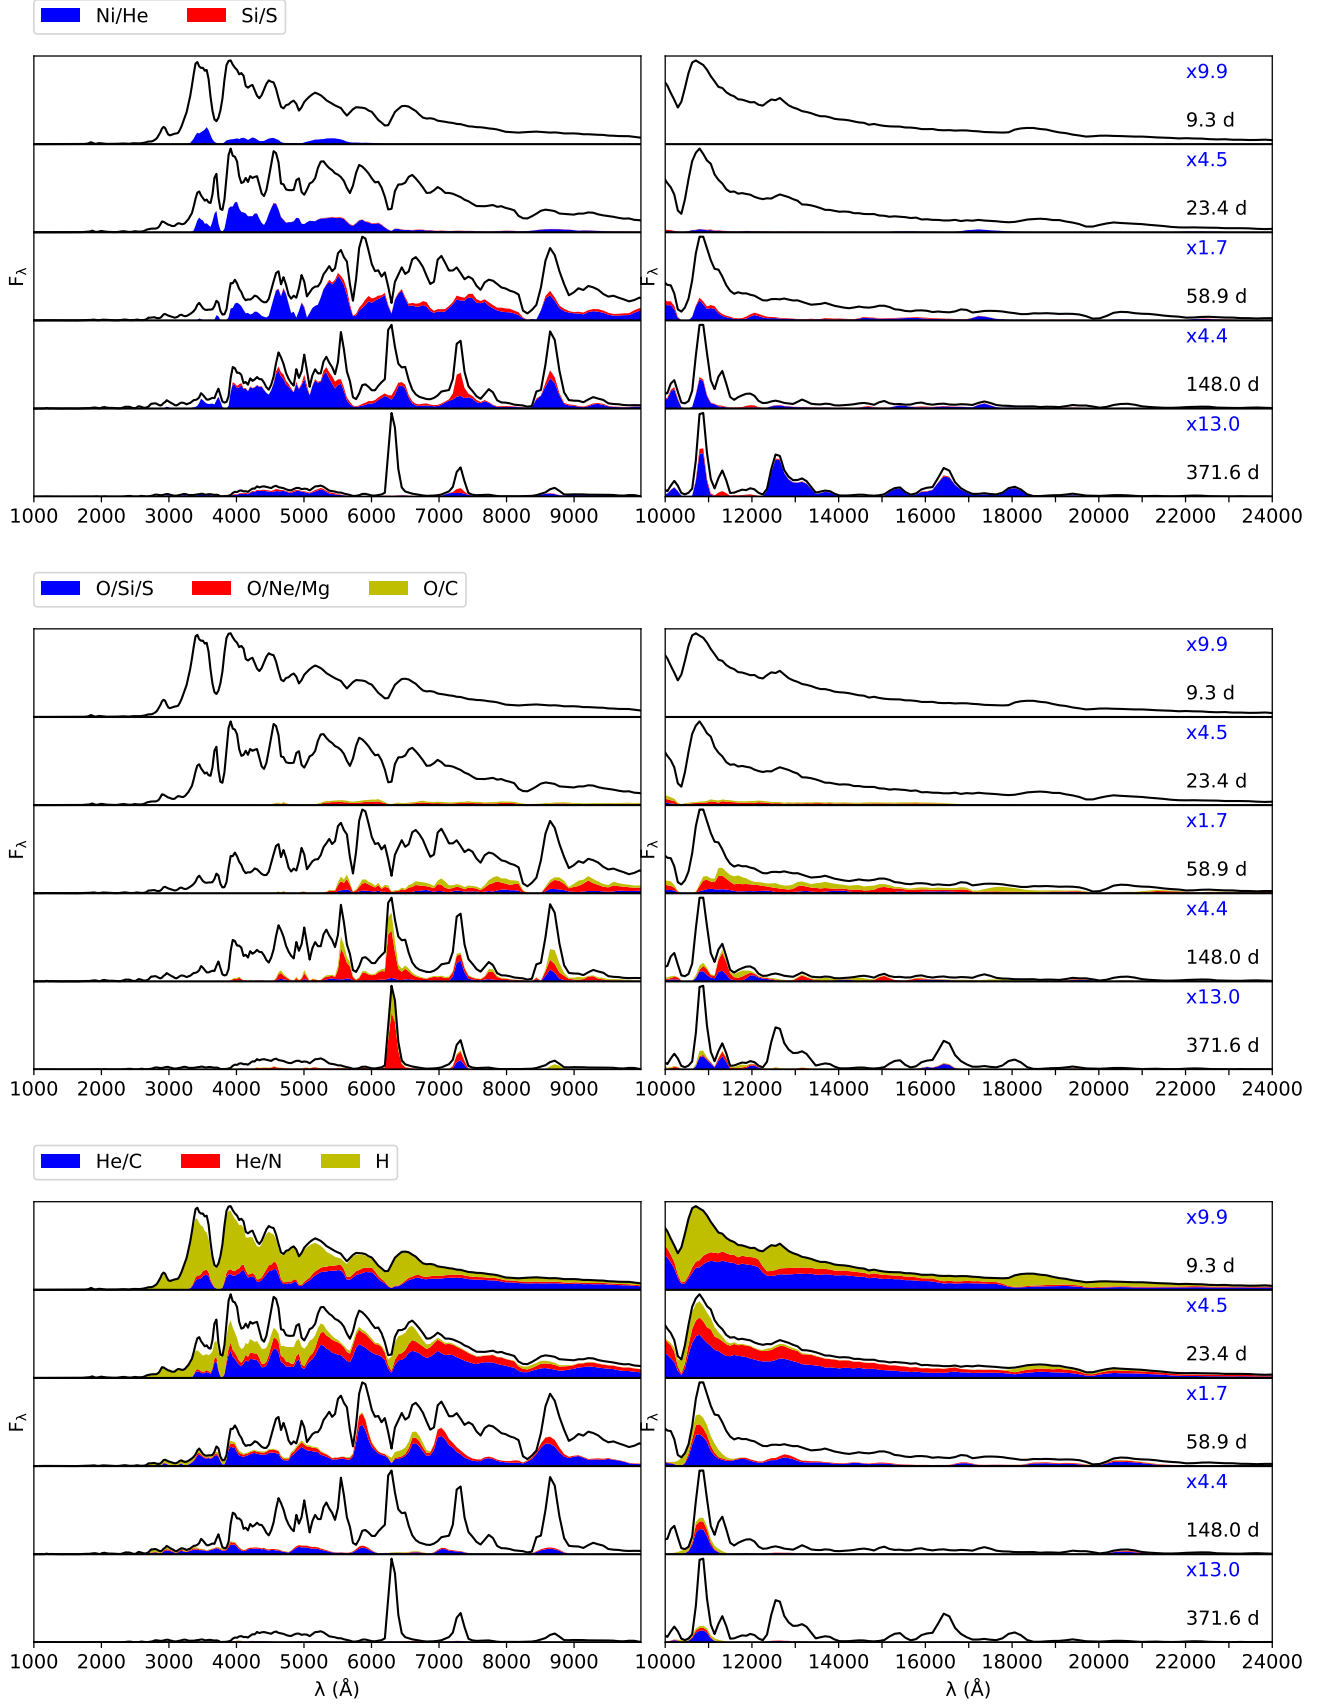 Ni/He Si/S
x9.9
9.3 d
x4.5
23.4 d
Fλ Fλ
x1.7
58.9 d
x4.4
148.0 d
x13.0
371.6 d
1000 2000 3000 4000 5000 6000 7000 8000 9000 10000 12000 14000 16000 18000 20000 22000 24000
O/Si/S O/Ne/Mg O/C
x9.9
9.3 d
x4.5
23.4 d
Fλ Fλ
x1.7
58.9 d
x4.4
148.0 d
x13.0
371.6 d
1000 2000 3000 4000 5000 6000 7000 8000 9000 10000 12000 14000 16000 18000 20000 22000 24000
He/C He/N H
x9.9
9.3 d
x4.5
23.4 d
Fλ Fλ
x1.7
58.9 d
x4.4
148.0 d
x13.0
371.6 d
1000 2000 3000 4000 5000 6000 7000 8000 9000 10000 12000 14000 16000 18000 20000 22000 24000
λ (Å) λ (Å)